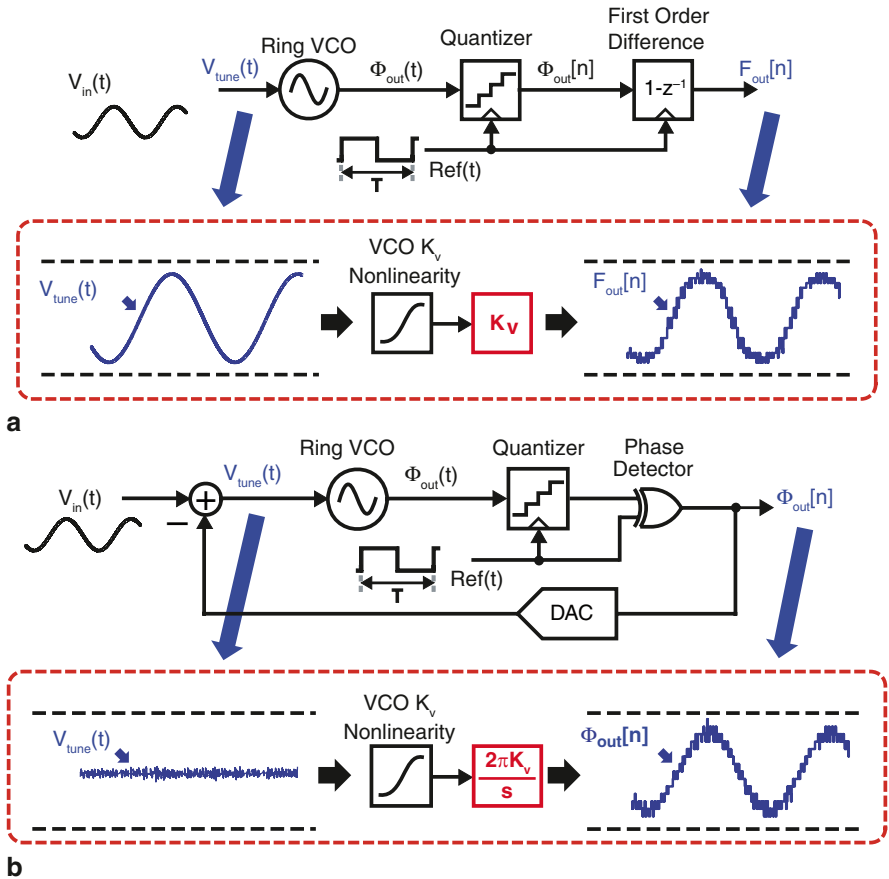 Ring VCO
Quantizer
First Order
Difference
V_in(t)
V_tune(t)
Φ_out(t)
Φ_out[n]
1-z⁻¹
F_out[n]
T
Ref(t)
VCO K_v
Nonlinearity
V_tune(t)
K_v
F_out[n]
a
Ring VCO
Quantizer
Phase
Detector
V_in(t)
V_tune(t)
Φ_out(t)
Φ_out[n]
+
−
T
Ref(t)
DAC
VCO K_v
Nonlinearity
V_tune(t)
2πK_v
s
Φ_out[n]
b